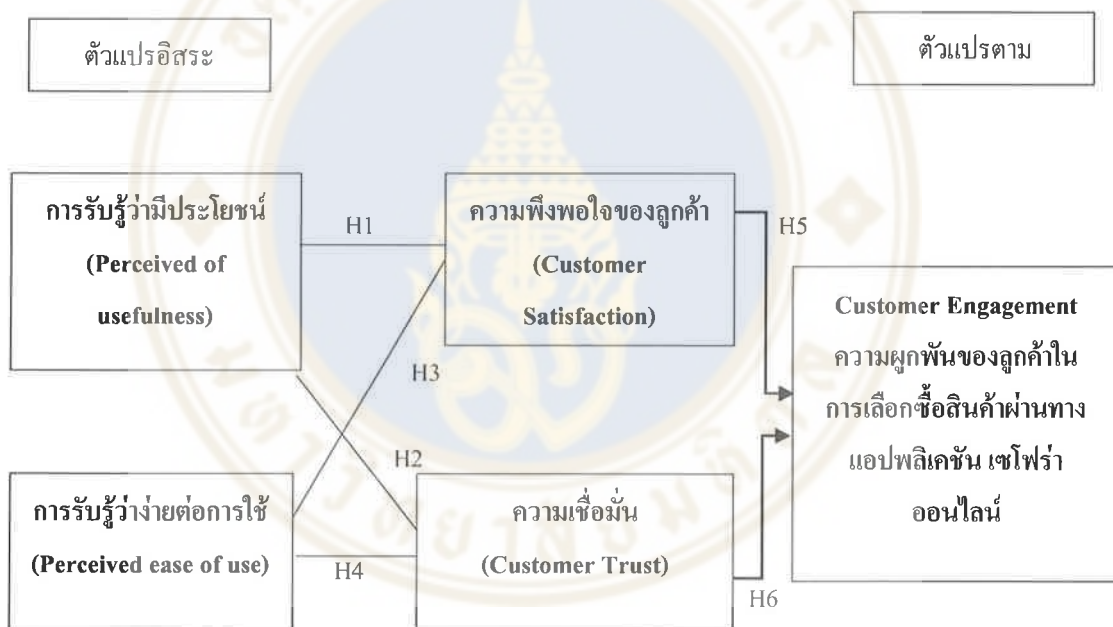 ตัวแปรอิสระ
ตัวแปรตาม
การรับรู้ว่ามีประโยชน์
(Perceived of
usefulness)
H1
ความพึงพอใจของลูกค้า
(Customer
Satisfaction)
H5
Customer Engagement
ความผูกพันของลูกค้าใน
การเลือกซื้อสินค้าผ่านทาง
แอปพลิเคชัน เซโฟร่า
ออนไลน์
H3
H2
การรับรู้ว่าง่ายต่อการใช้
(Perceived ease of use)
H4
ความเชื่อมั่น
(Customer Trust)
H6